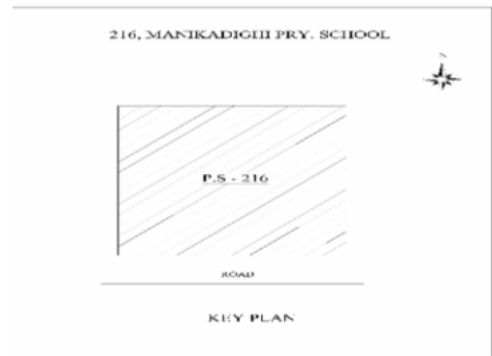 216, MANIKADIGHI PRY. SCHOOL
N
P.S - 216
ROAD
KEY PLAN